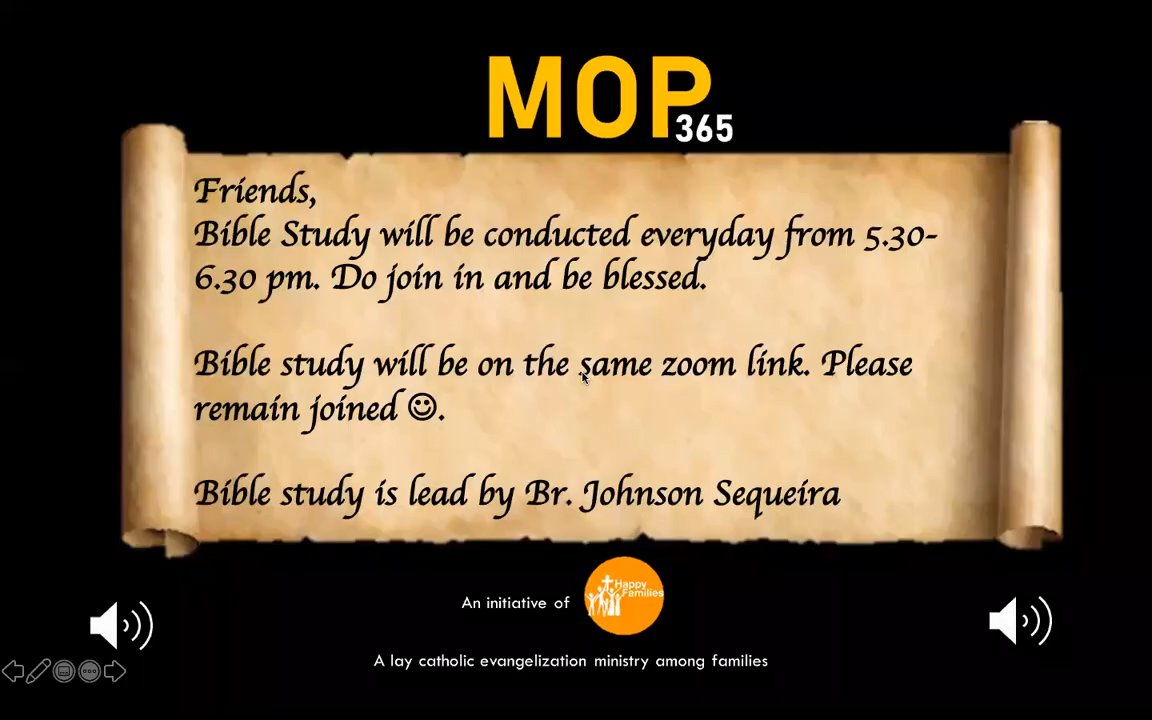 MOP
365
Friends,
Bible Study will be conducted everyday from 5.30-
6.30 pm. Do join in and be blessed.
Bible study will be on the same zoom link. Please
remain joined ☺.
Bible study is lead by Br. Johnson Sequeira
An initiative of
Happy
Families
A lay catholic evangelization ministry among families